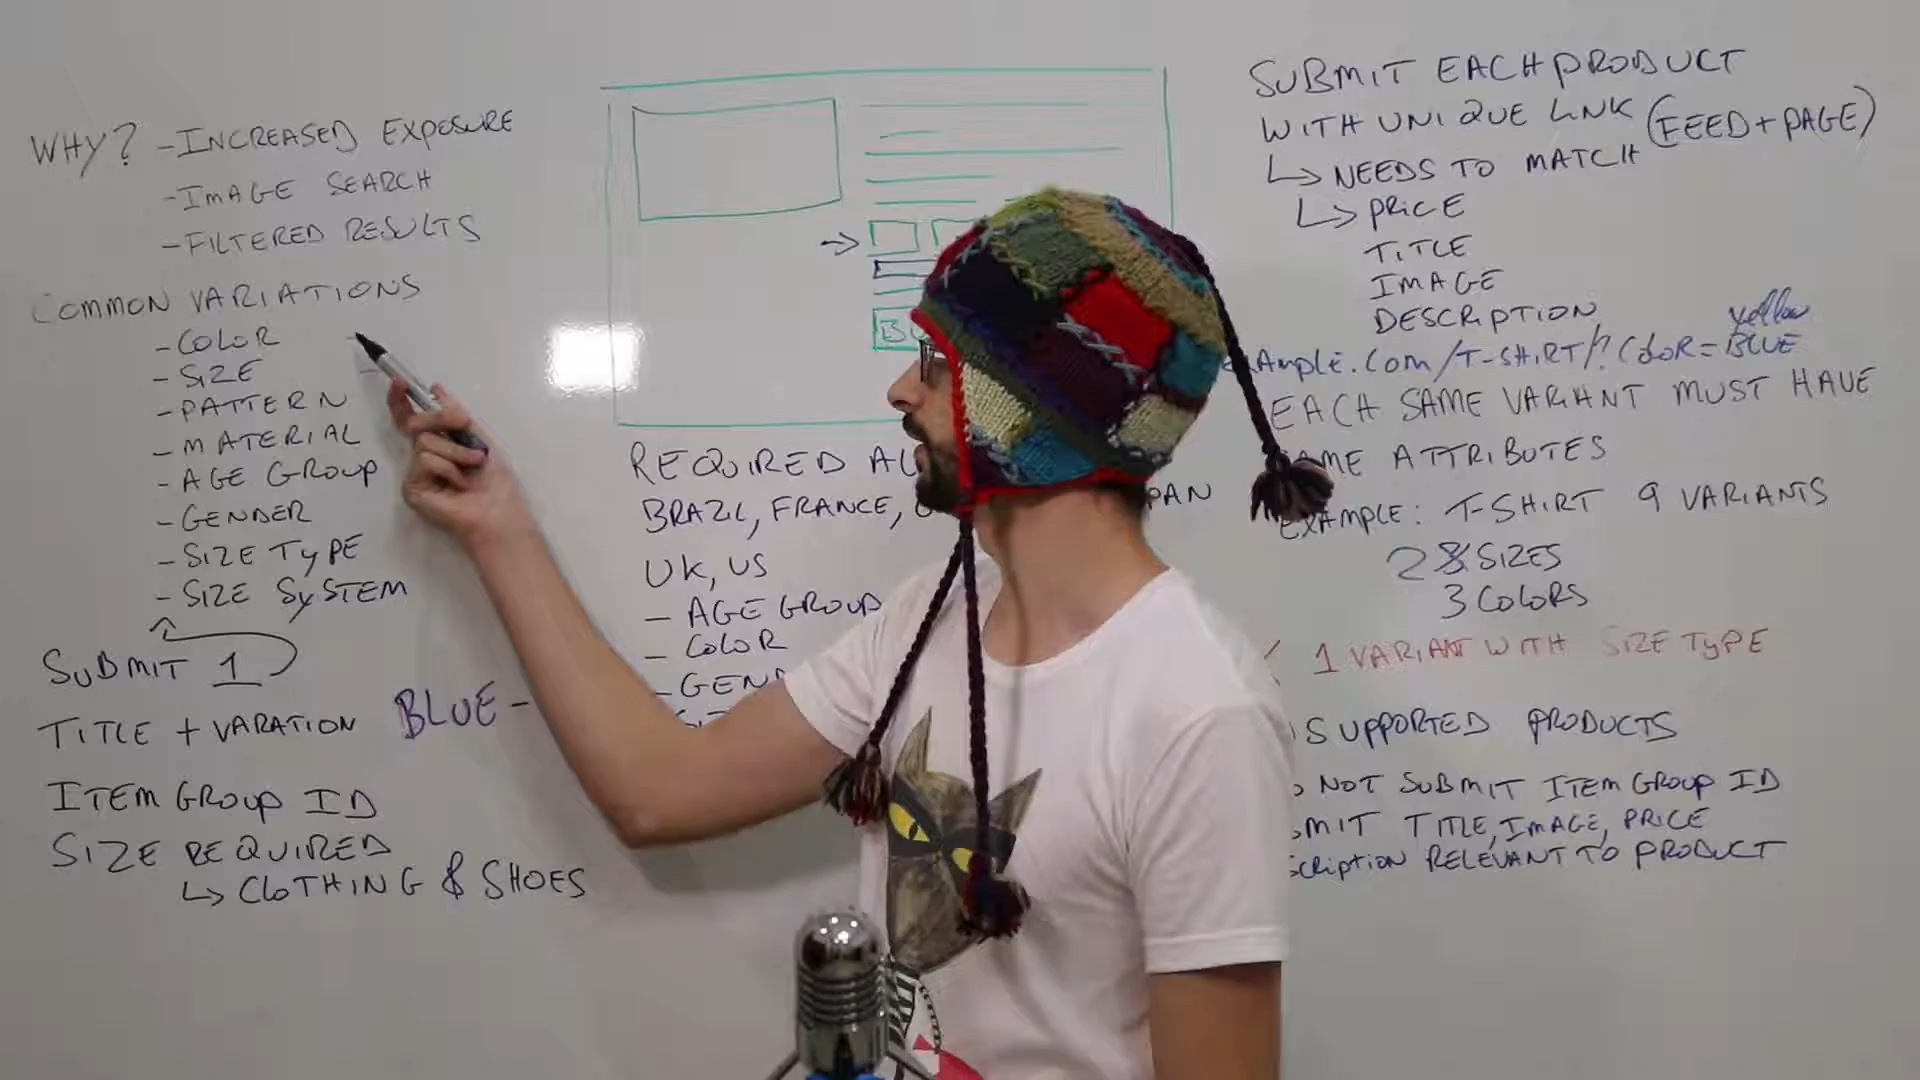 WHY? - INCREASED EXPOSURE
- IMAGE SEARCH
- FILTERED RESULTS
COMMON VARIATIONS
- COLOR
- SIZE
- PATTERN
- MATERIAL
- AGE GROUP
- GENDER
- SIZE TYPE
- SIZE SYSTEM
SUBMIT 1
TITLE + VARATION BLUE -
ITEM GROUP ID
SIZE REQUIRED
↳ CLOTHING & SHOES
REQUIRED
BRAZIL, FRANCE,
UK, US
- AGE GROUP
- COLOR
SUBMIT EACH PRODUCT
WITH UNIQUE LINK (FEED + PAGE)
↳ NEEDS TO MATCH
↳ PRICE
TITLE
IMAGE
DESCRIPTION
yellow
.COM/T-SHIRT/?COLOR=BLUE
EACH SAME VARIANT MUST HAVE
ATTRIBUTES
EXAMPLE: T-SHIRT 9 VARIANTS
2 SIZES
3 COLORS
1 VARIANT WITH SIZE TYPE
SUPPORTED PRODUCTS
NOT SUBMIT ITEM GROUP ID
TITLE, IMAGE, PRICE
RELEVANT TO PRODUCT